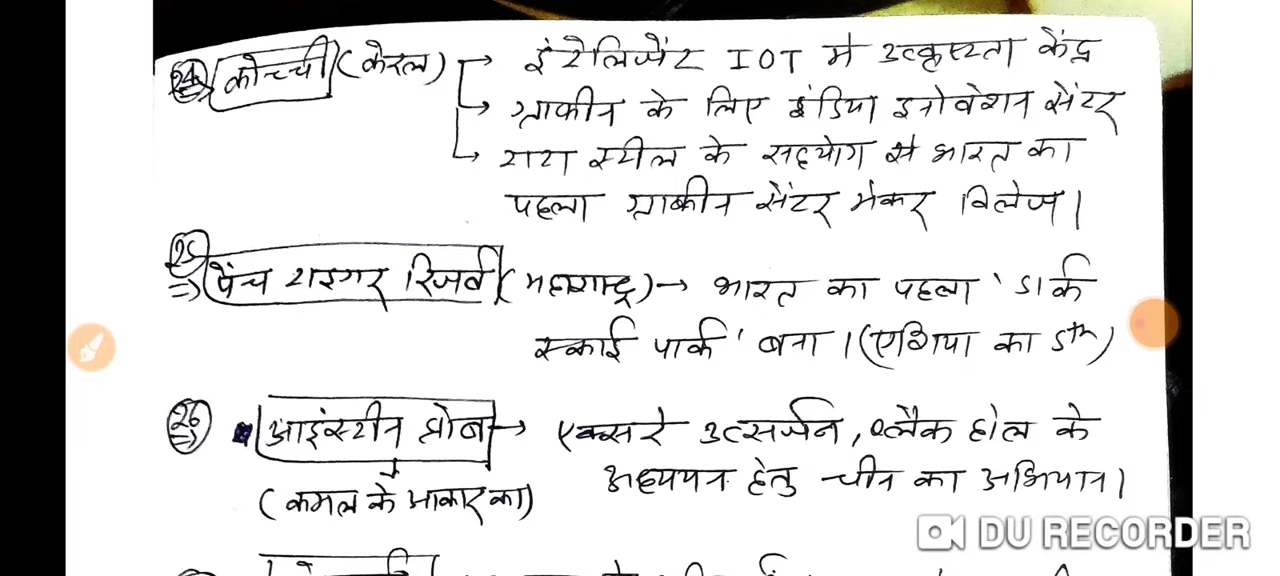 24 कोच्ची (केरल) → इंटेलिजेंट IOT मे उत्कृष्टता केंद्र
→ ग्राफीन के लिए इंडिया इनोवेशन सेंटर
→ टाटा स्टील के सहयोग से भारत का
पहला ग्राफीन सेंटर मेकर विलेज।
25 ⇒ पेंच टाइगर रिजर्व (महाराष्ट्र) → भारत का पहला 'डार्क
स्काई पार्क' बना। (एशिया का 5th)
26 ⇒ आइंस्टीन प्रोब → एक्सरे उत्सर्जन, ब्लैक होल के
अध्ययन हेतु चीन का अभियान।
(कमल के आकार का)
DU RECORDER